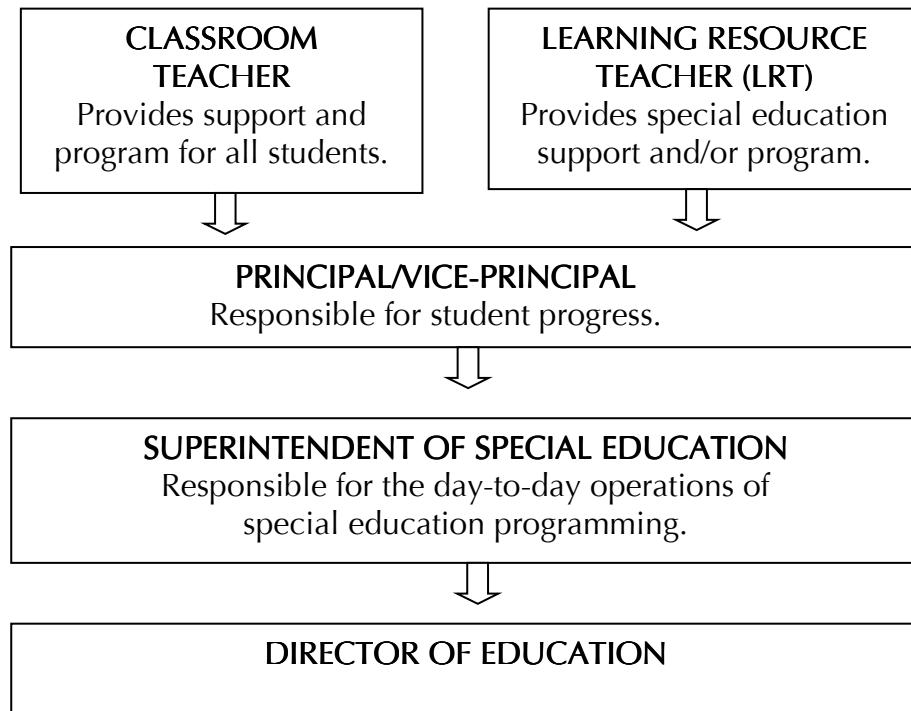 CLASSROOM
TEACHER
Provides support and
program for all students.
LEARNING RESOURCE
TEACHER (LRT)
Provides special education
support and/or program.
PRINCIPAL/VICE-PRINCIPAL
Responsible for student progress.
SUPERINTENDENT OF SPECIAL EDUCATION
Responsible for the day-to-day operations of
special education programming.
DIRECTOR OF EDUCATION